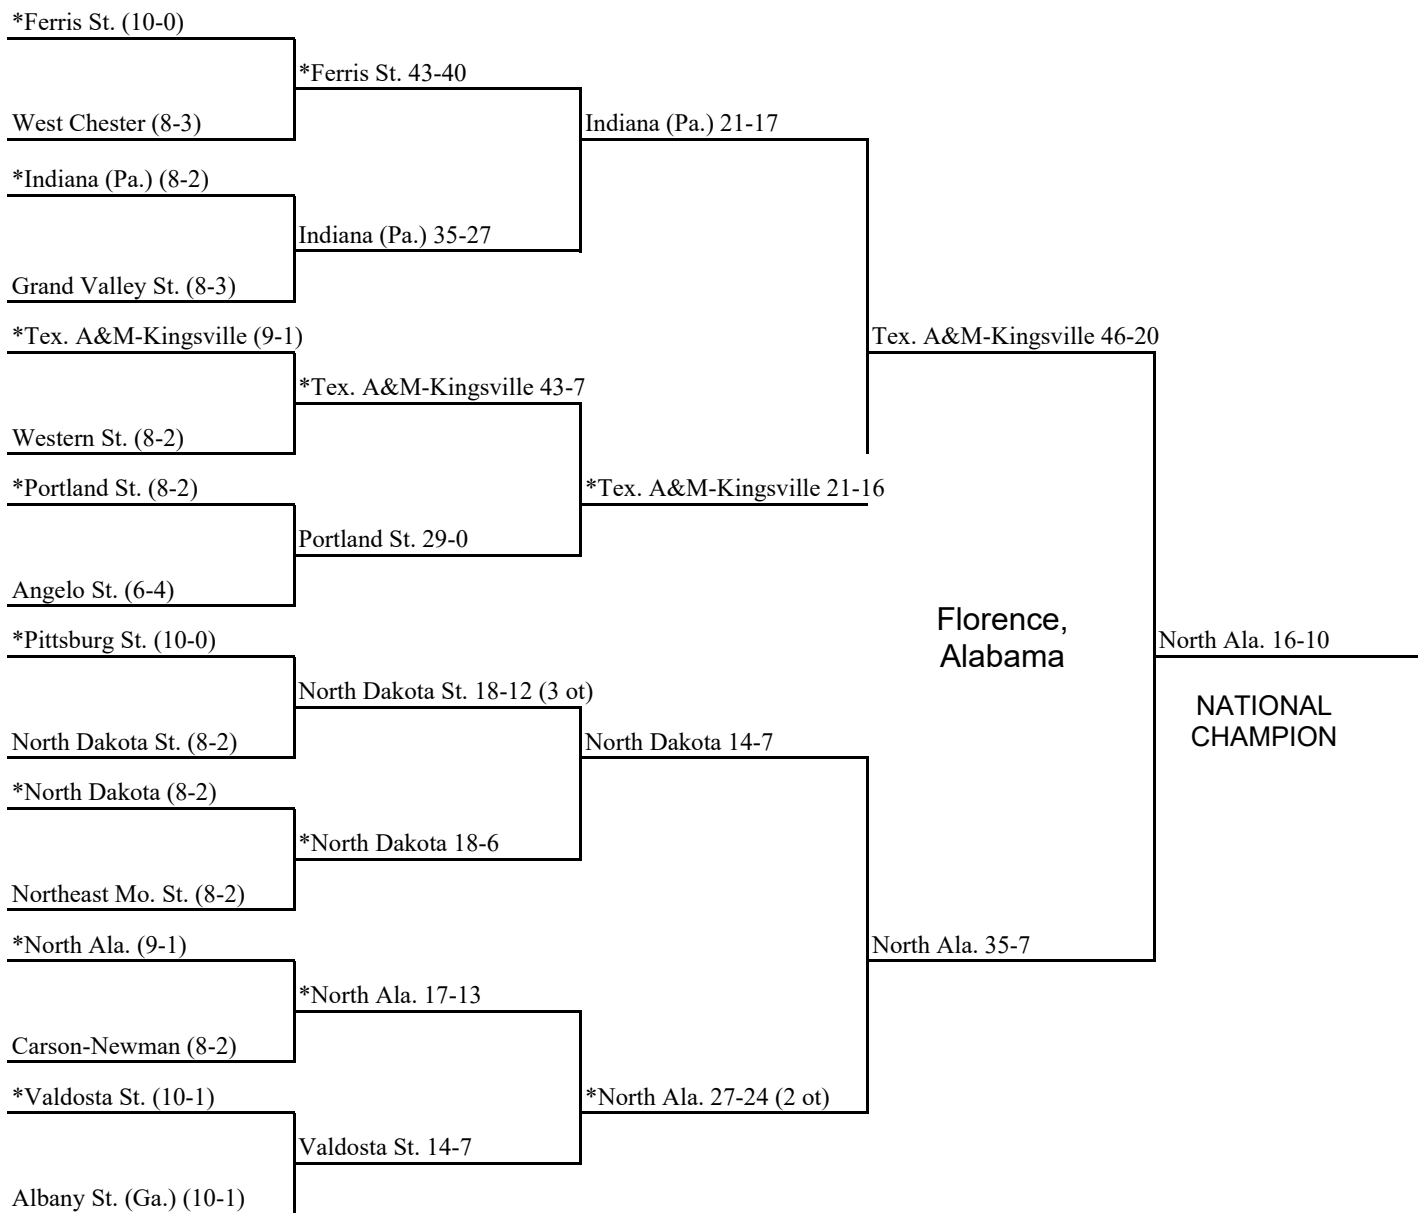 *Ferris St. (10-0)
*Ferris St. 43-40
West Chester (8-3)
Indiana (Pa.) 21-17
*Indiana (Pa.) (8-2)
Indiana (Pa.) 35-27
Grand Valley St. (8-3)
*Tex. A&M-Kingsville (9-1)
Tex. A&M-Kingsville 46-20
*Tex. A&M-Kingsville 43-7
Western St. (8-2)
*Portland St. (8-2)
*Tex. A&M-Kingsville 21-16
Portland St. 29-0
Angelo St. (6-4)
Florence,
Alabama
*Pittsburg St. (10-0)
North Ala. 16-10
North Dakota St. 18-12 (3 ot)
NATIONAL
CHAMPION
North Dakota St. (8-2)
North Dakota 14-7
*North Dakota (8-2)
*North Dakota 18-6
Northeast Mo. St. (8-2)
*North Ala. (9-1)
North Ala. 35-7
*North Ala. 17-13
Carson-Newman (8-2)
*Valdosta St. (10-1)
*North Ala. 27-24 (2 ot)
Valdosta St. 14-7
Albany St. (Ga.) (10-1)